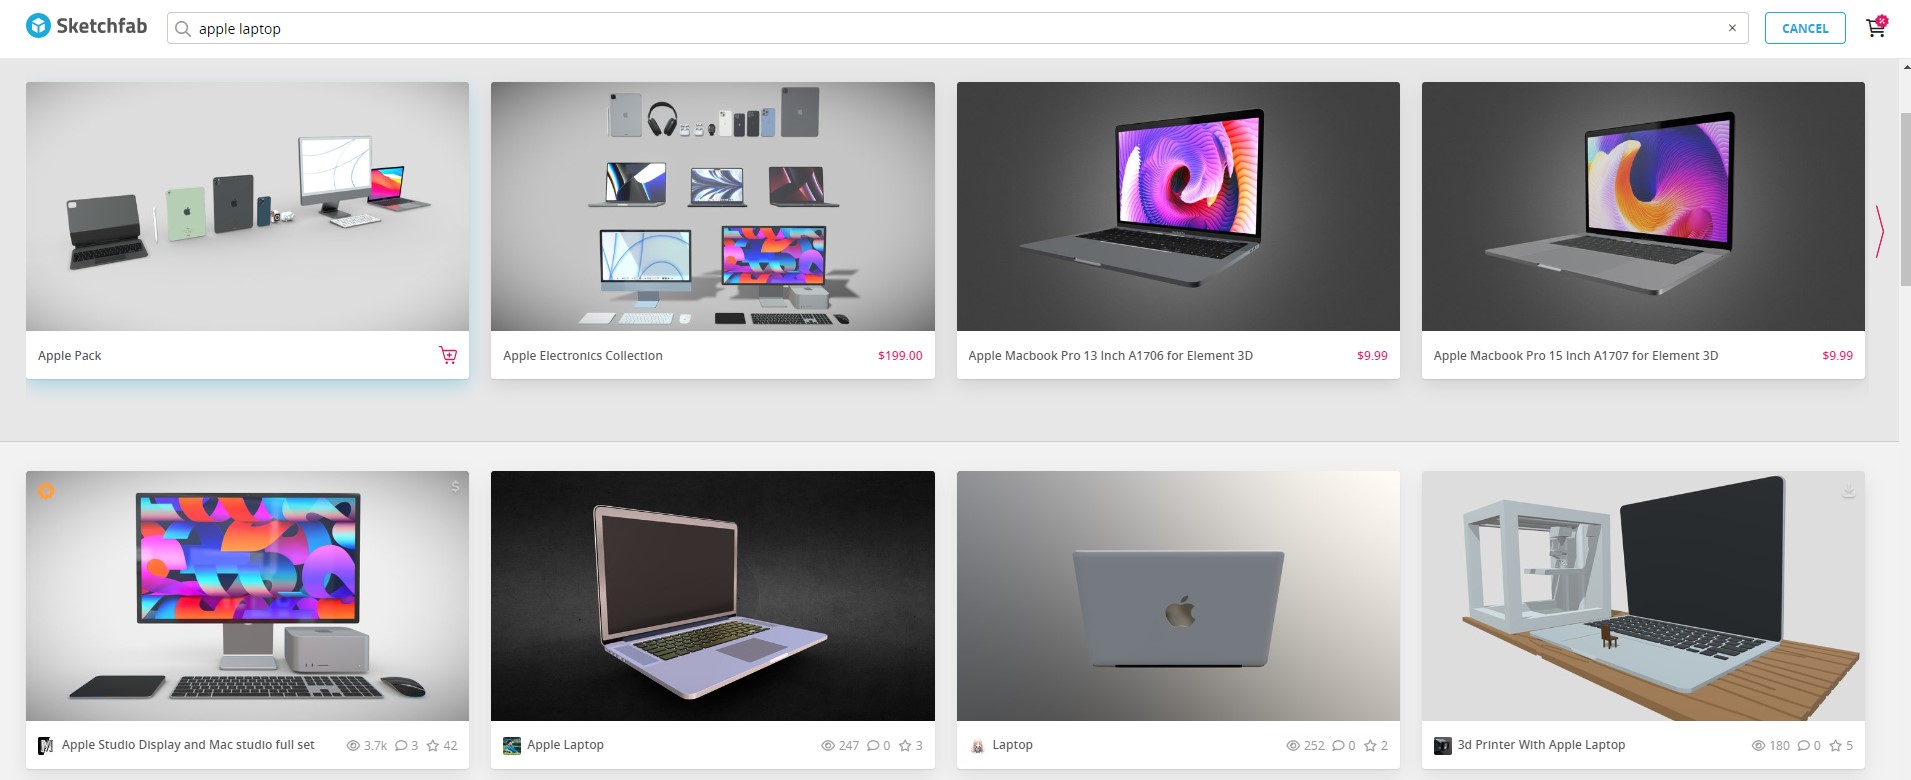 Sketchfab
apple laptop
CANCEL
Apple Pack
Apple Electronics Collection $199.00
Apple Macbook Pro 13 Inch A1706 for Element 3D $9.99
Apple Macbook Pro 15 Inch A1707 for Element 3D $9.99
$
Apple Studio Display and Mac studio full set 3.7k 3 42
Apple Laptop 247 0 3
Laptop 252 0 2
3d Printer With Apple Laptop 180 0 5